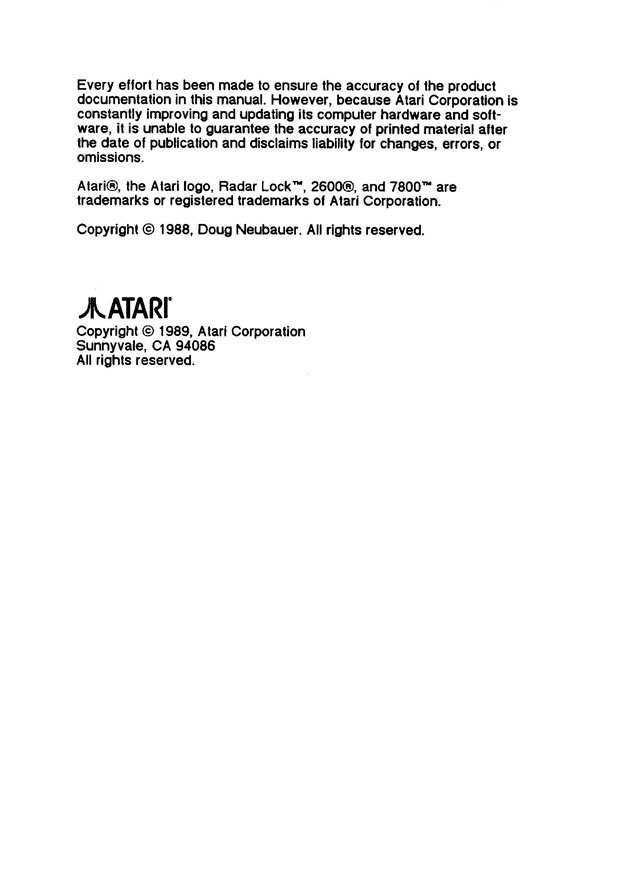 Every effort has been made to ensure the accuracy of the product
documentation in this manual. However, because Atari Corporation is
constantly improving and updating its computer hardware and soft-
ware, it is unable to guarantee the accuracy of printed material after
the date of publication and disclaims liability for changes, errors, or
omissions.
Atari®, the Atari logo, Radar Lock™, 2600®, and 7800™ are
trademarks or registered trademarks of Atari Corporation.
Copyright © 1988, Doug Neubauer. All rights reserved.
ATARI®
Copyright © 1989, Atari Corporation
Sunnyvale, CA 94086
All rights reserved.